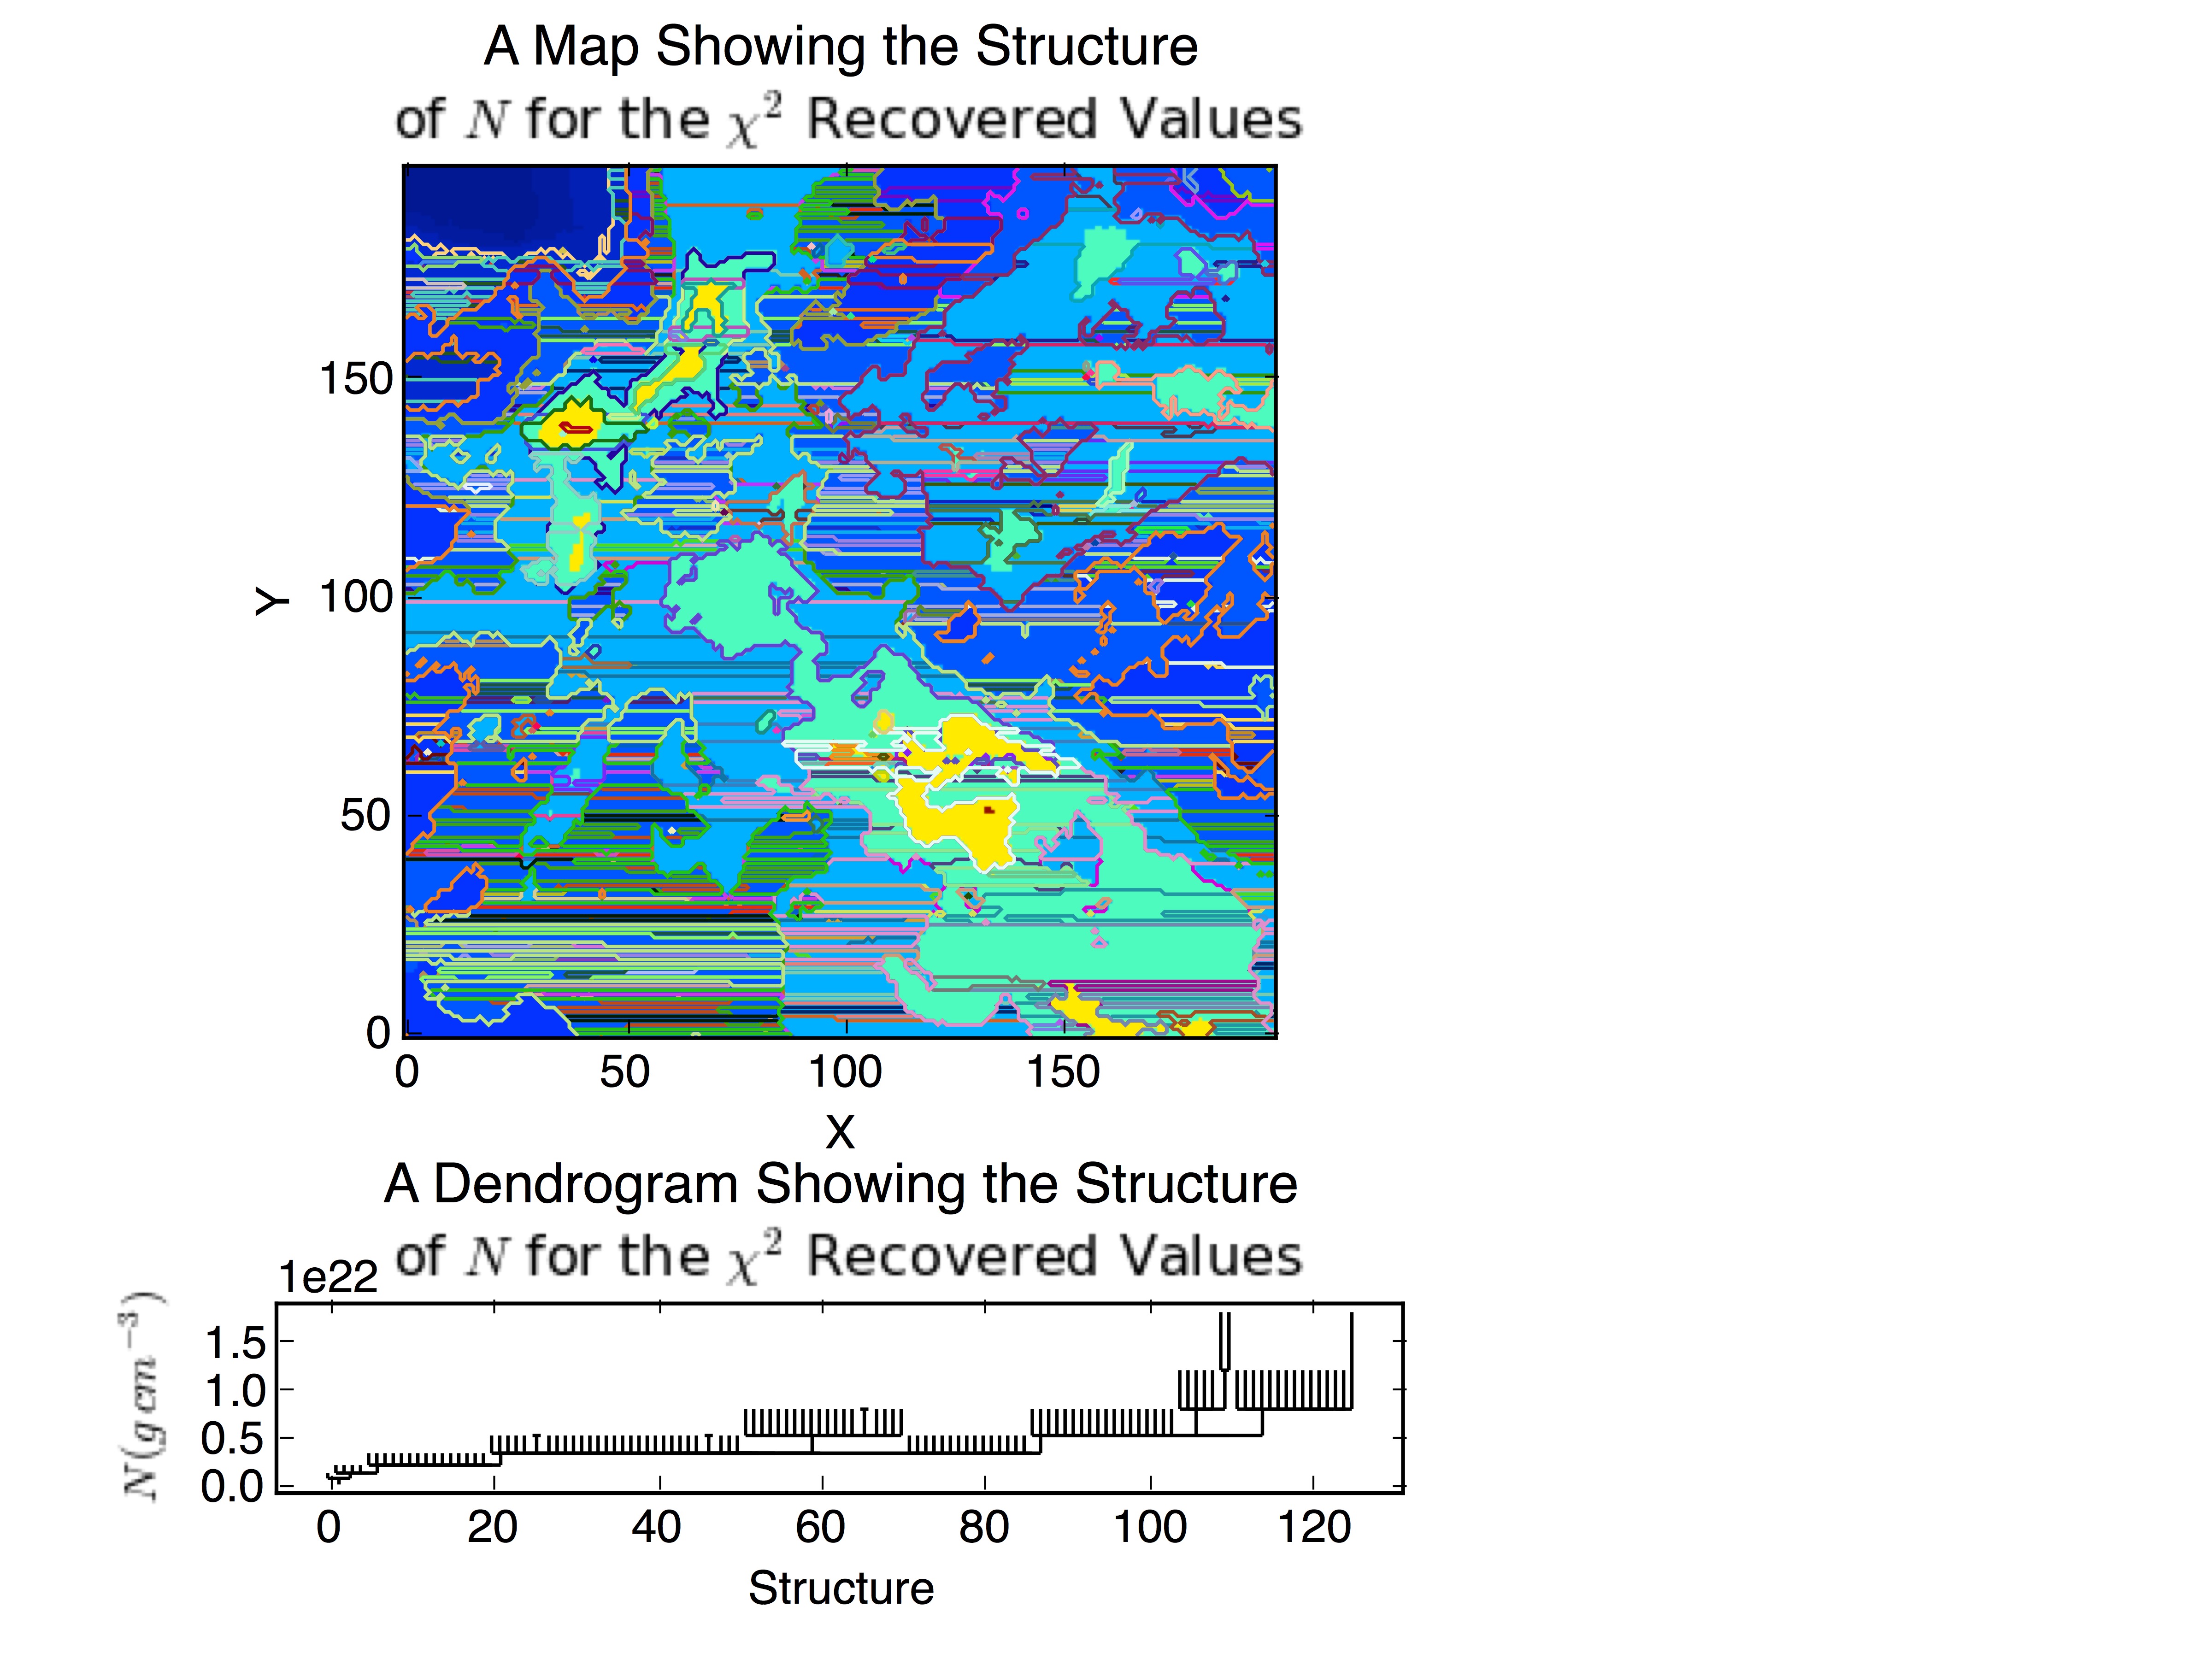 A Map Showing the Structure
of N for the χ² Recovered Values
Y
150
100
50
0
0 50 100 150
X
A Dendrogram Showing the Structure
of N for the χ² Recovered Values
1e22
N(g cm⁻³)
1.5
1.0
0.5
0.0
0 20 40 60 80 100 120
Structure